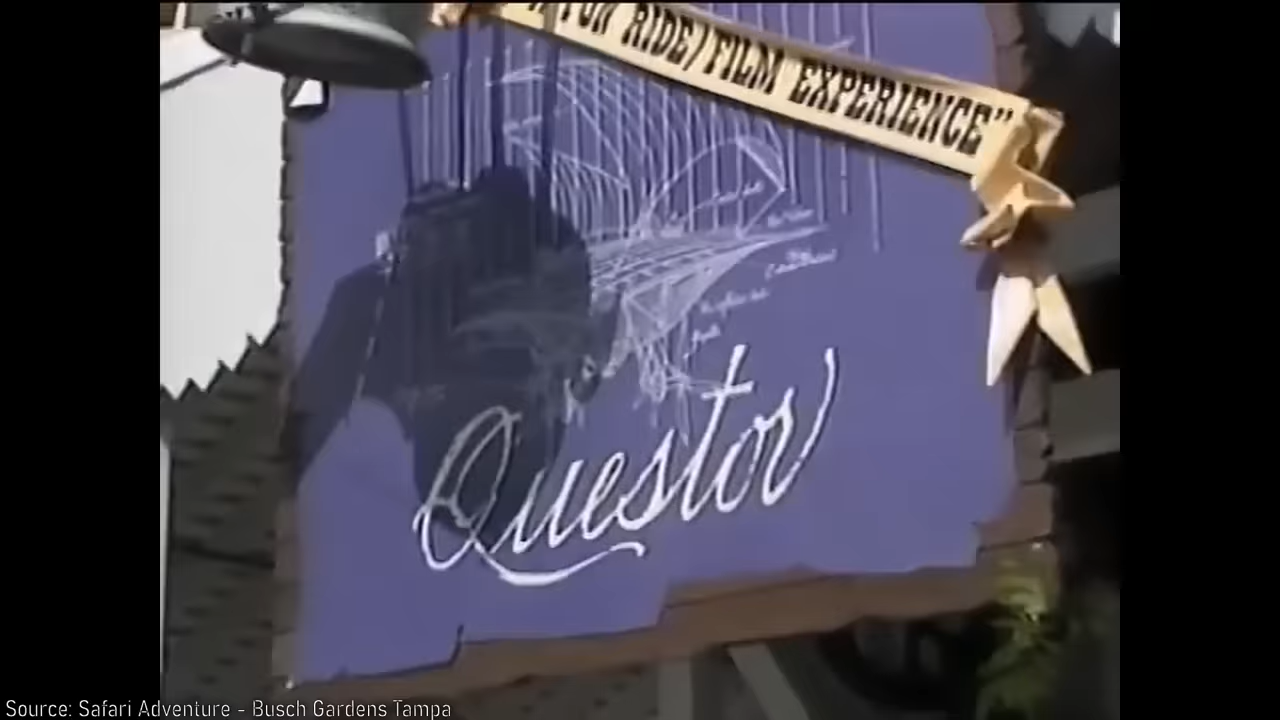 RIDE/FILM EXPERIENCE"
Questor
Source: Safari Adventure - Busch Gardens Tampa